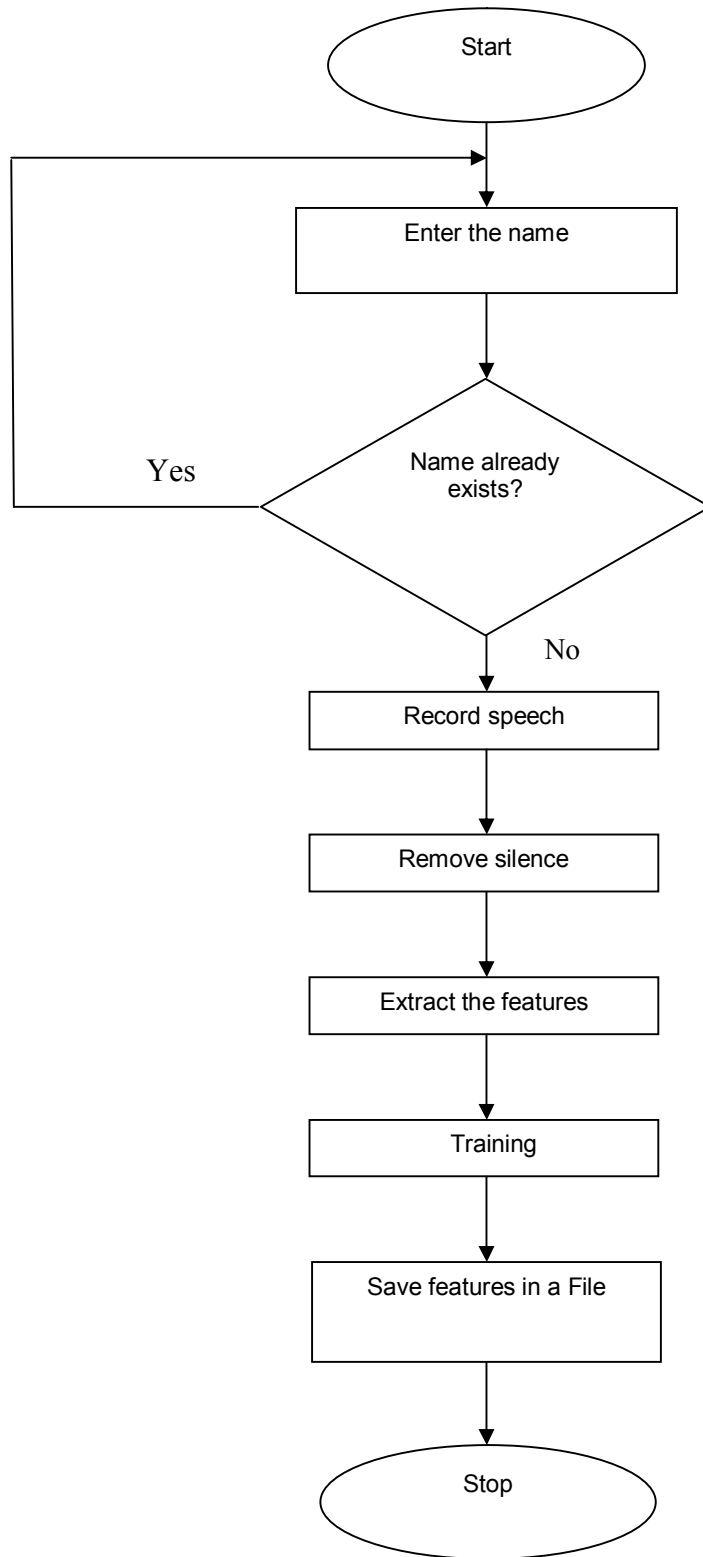 Start
Enter the name
Name already
exists?
Yes
No
Record speech
Remove silence
Extract the features
Training
Save features in a File
Stop